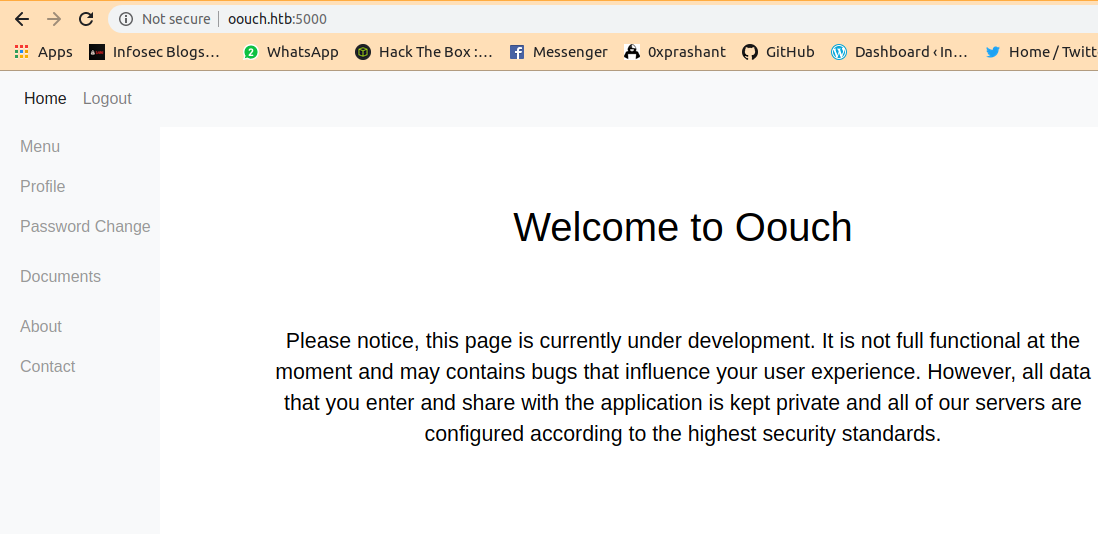 Not secure | oouch.htb:5000
Apps Infosec Blogs... 2 WhatsApp Hack The Box :... Messenger 0xprashant GitHub Dashboard ‹ In... Home / Twitt
Home Logout
Menu
Profile
Password Change
Documents
About
Contact
Welcome to Oouch
Please notice, this page is currently under development. It is not full functional at the
moment and may contains bugs that influence your user experience. However, all data
that you enter and share with the application is kept private and all of our servers are
configured according to the highest security standards.